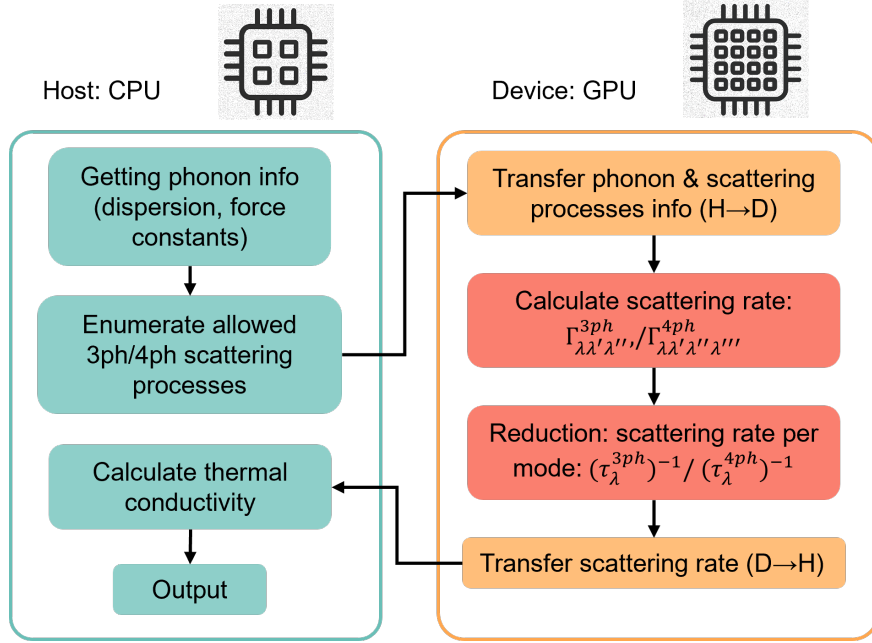 Host: CPU
Device: GPU
Getting phonon info
(dispersion, force
constants)
Enumerate allowed
3ph/4ph scattering
processes
Calculate thermal
conductivity
Output
Transfer phonon & scattering
processes info (H→D)
Calculate scattering rate:
Γ^{3ph}_{λλ′λ′′},/Γ^{4ph}_{λλ′λ′′λ′′′}
Reduction: scattering rate per
mode: (τ^{3ph}_λ)^{−1}/ (τ^{4ph}_λ)^{−1}
Transfer scattering rate (D→H)